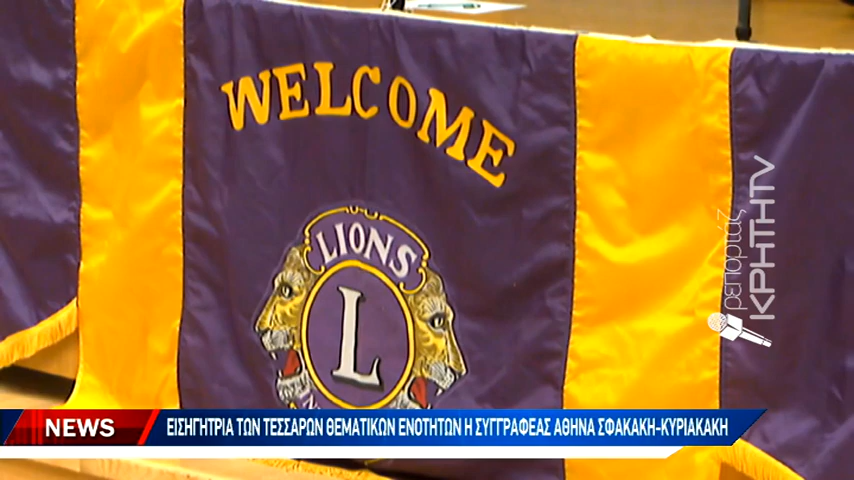 WELCOME
LIONS
L
ρεπορτάζ
ΚΡΗΤΗTV
NEWS
ΕΙΣΗΓΗΤΡΙΑ ΤΩΝ ΤΕΣΣΑΡΩΝ ΘΕΜΑΤΙΚΩΝ ΕΝΟΤΗΤΩΝ Η ΣΥΓΓΡΑΦΕΑΣ ΑΘΗΝΑ ΣΦΑΚΑΚΗ-ΚΥΡΙΑΚΑΚΗ